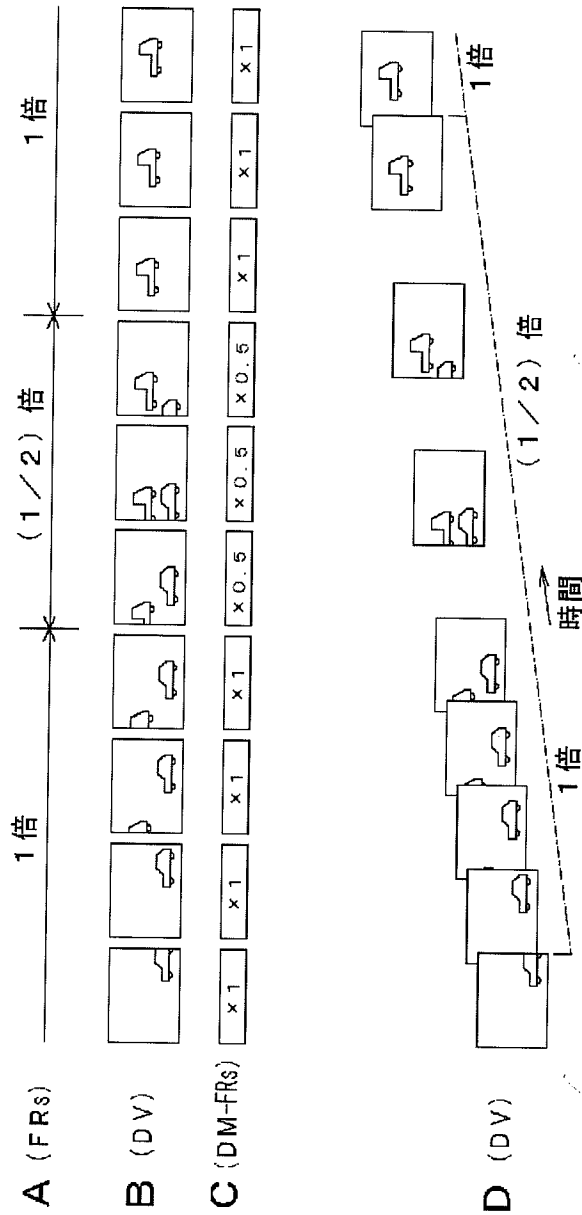 A (FRs) 1倍 (1/2) 倍 1倍
B (DV)
C (DM-FRs) ×1 ×1 ×1 ×1 ×0.5 ×0.5 ×0.5 ×1 ×1 ×1
D (DV)
1倍 時間 (1/2) 倍 1倍